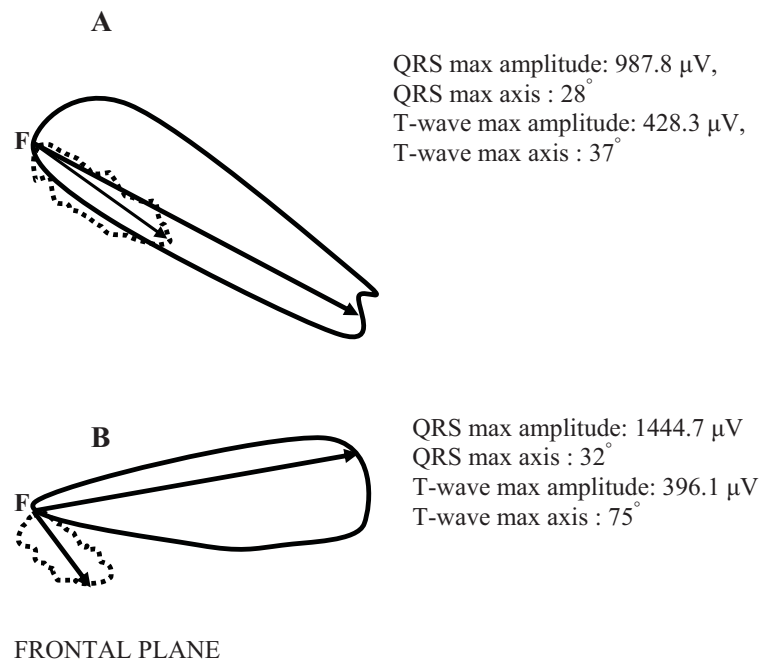 A
QRS max amplitude: 987.8 μV,
QRS max axis : 28°
T-wave max amplitude: 428.3 μV,
T-wave max axis : 37°
F
B
QRS max amplitude: 1444.7 μV
QRS max axis : 32°
T-wave max amplitude: 396.1 μV
T-wave max axis : 75°
F
FRONTAL PLANE